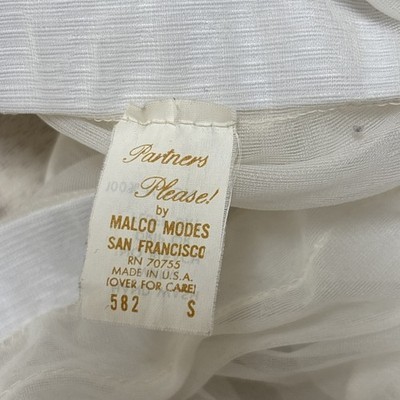 Partners
Please!
by
MALCO MODES
SAN FRANCISCO
RN 70755
MADE IN U.S.A.
(OVER FOR CARE)
582 S